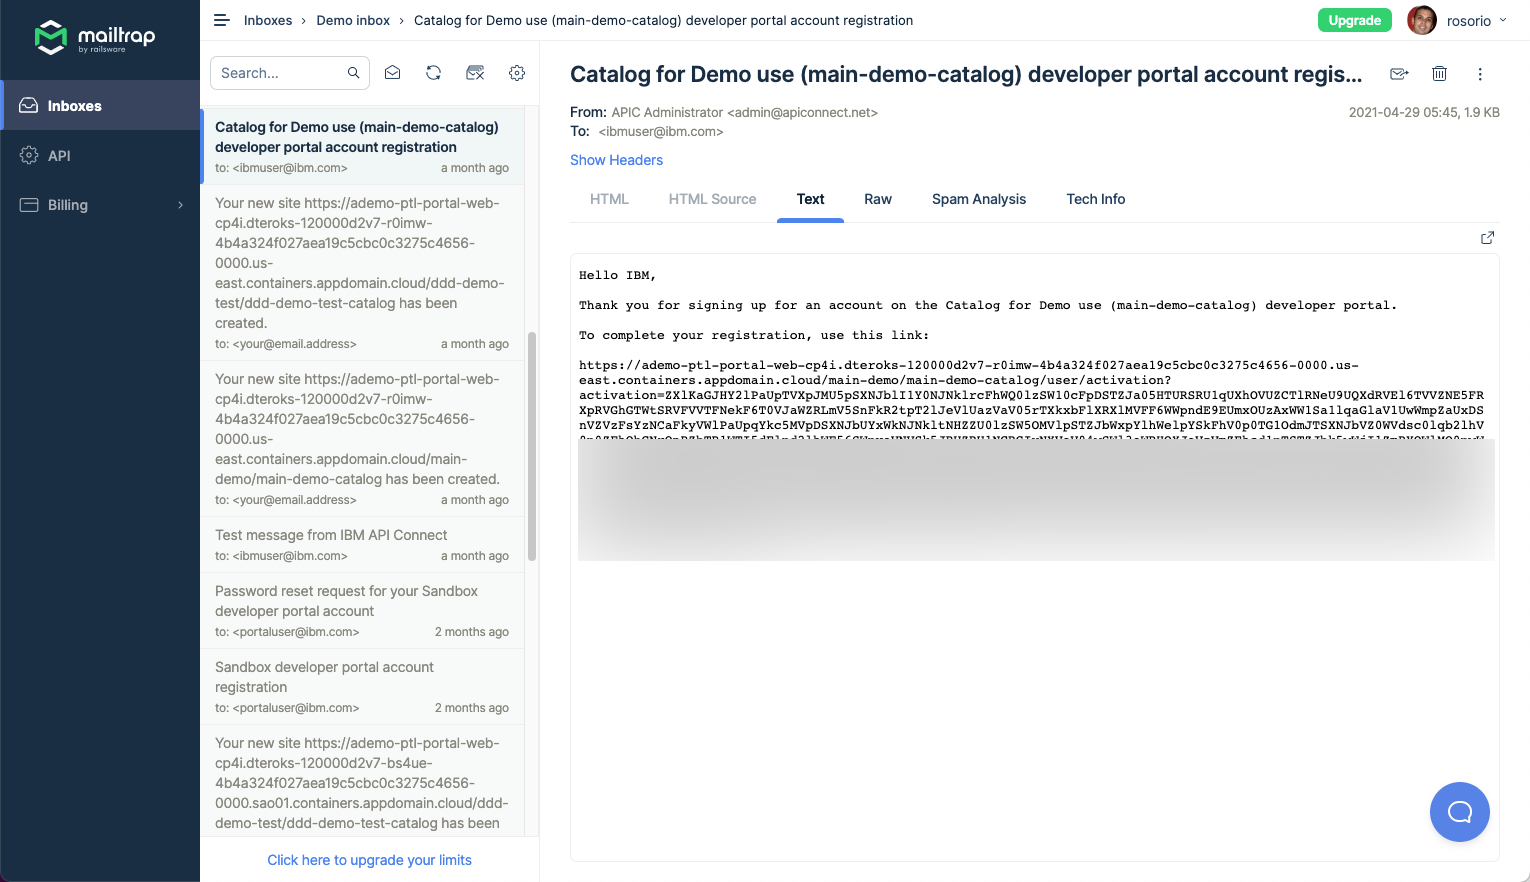 mailtrap
by railsware
Inboxes
API
Billing
Inboxes › Demo inbox › Catalog for Demo use (main-demo-catalog) developer portal account registration
Upgrade
rosorio
Search...
Catalog for Demo use (main-demo-catalog)
developer portal account registration
to: <ibmuser@ibm.com> a month ago
Your new site https://ademo-ptl-portal-web-
cp4i.dteroks-120000d2v7-r0imw-
4b4a324f027aea19c5cbc0c3275c4656-
0000.us-
east.containers.appdomain.cloud/ddd-demo-
test/ddd-demo-test-catalog has been
created.
to: <your@email.address> a month ago
Your new site https://ademo-ptl-portal-web-
cp4i.dteroks-120000d2v7-r0imw-
4b4a324f027aea19c5cbc0c3275c4656-
0000.us-
east.containers.appdomain.cloud/main-
demo/main-demo-catalog has been created.
to: <your@email.address> a month ago
Test message from IBM API Connect
to: <ibmuser@ibm.com> a month ago
Password reset request for your Sandbox
developer portal account
to: <portaluser@ibm.com> 2 months ago
Sandbox developer portal account
registration
to: <portaluser@ibm.com> 2 months ago
Your new site https://ademo-ptl-portal-web-
cp4i.dteroks-120000d2v7-bs4ue-
4b4a324f027aea19c5cbc0c3275c4656-
0000.sao01.containers.appdomain.cloud/ddd-
demo-test/ddd-demo-test-catalog has been
Click here to upgrade your limits
Catalog for Demo use (main-demo-catalog) developer portal account regis...
From: APIC Administrator <admin@apiconnect.net>
2021-04-29 05:45, 1.9 KB
To: <ibmuser@ibm.com>
Show Headers
HTML HTML Source Text Raw Spam Analysis Tech Info
Hello IBM,
Thank you for signing up for an account on the Catalog for Demo use (main-demo-catalog) developer portal.
To complete your registration, use this link:
https://ademo-ptl-portal-web-cp4i.dteroks-120000d2v7-r0imw-4b4a324f027aea19c5cbc0c3275c4656-0000.us-
east.containers.appdomain.cloud/main-demo/main-demo-catalog/user/activation?